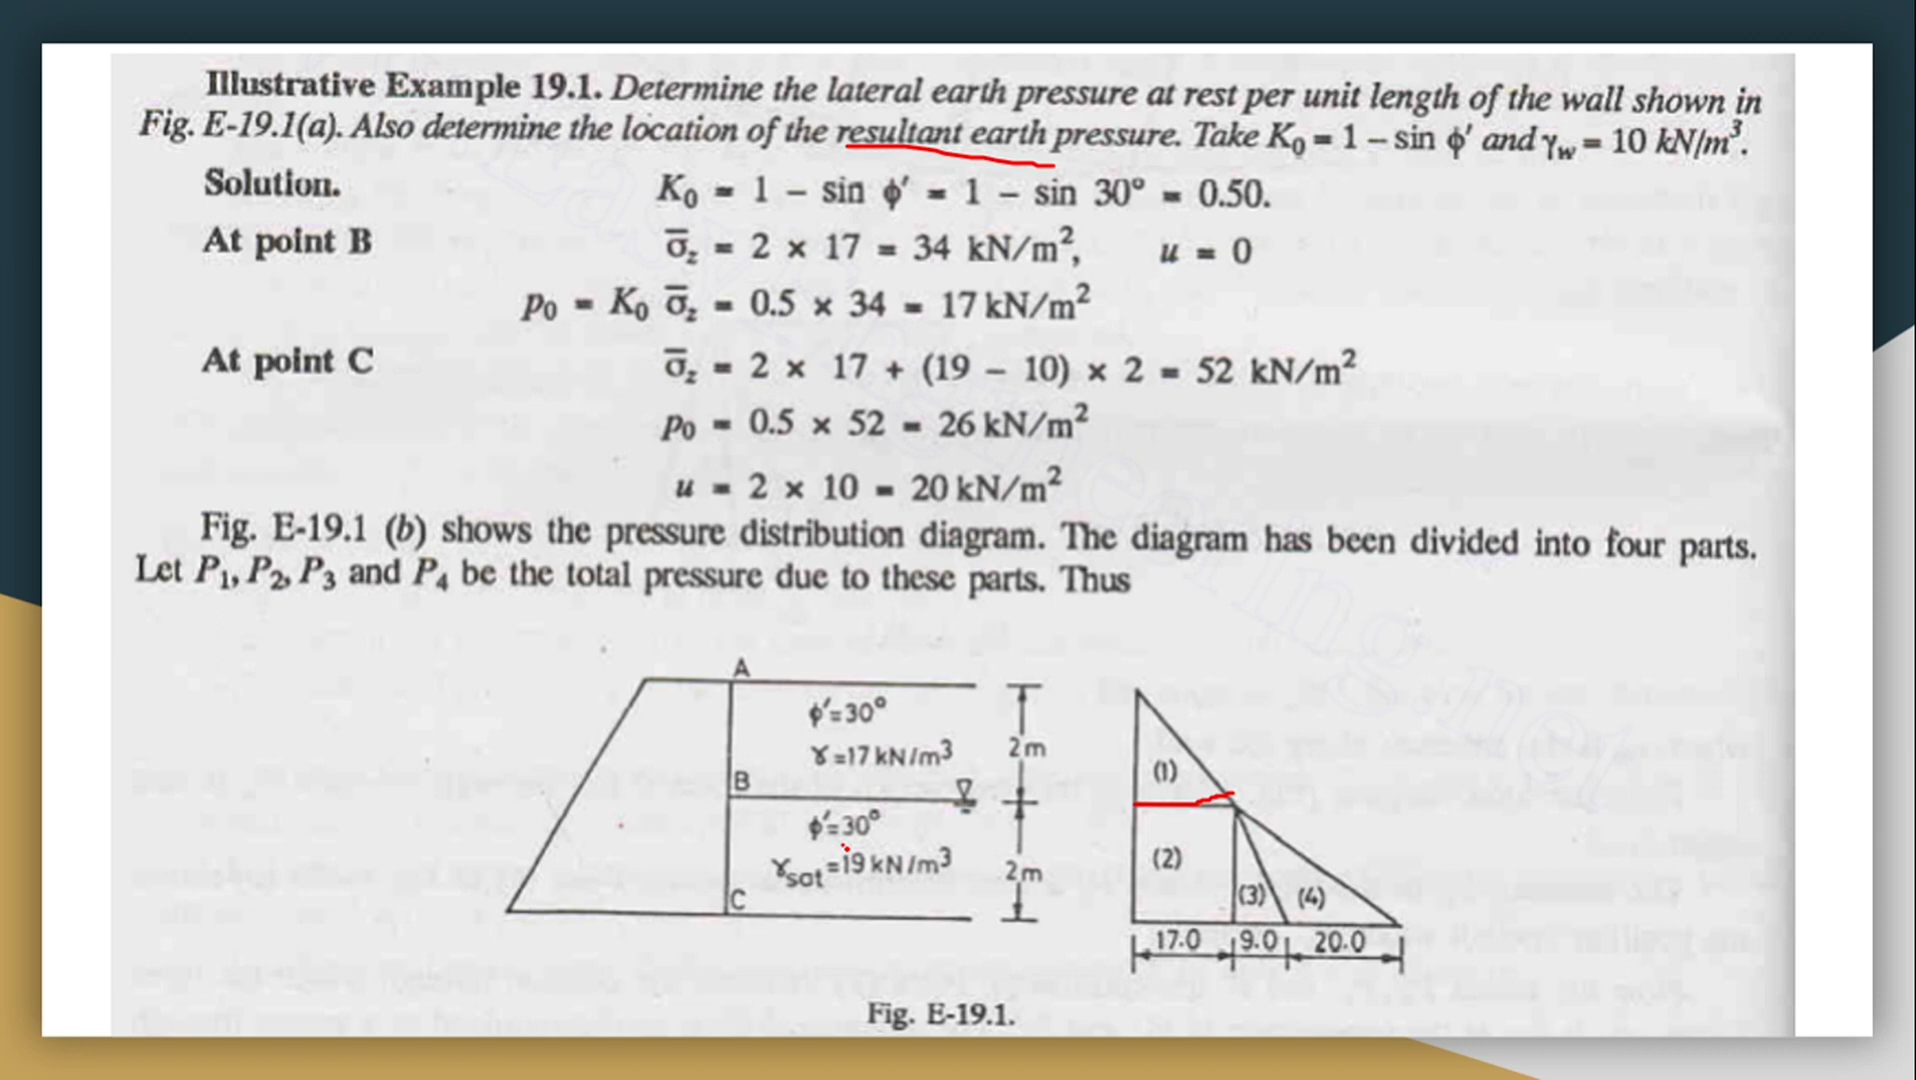 Illustrative Example 19.1. Determine the lateral earth pressure at rest per unit length of the wall shown in
Fig. E-19.1(a). Also determine the location of the resultant earth pressure. Take K₀ = 1 – sin ϕ′ and γw = 10 kN/m³.
Solution. K₀ = 1 – sin ϕ′ = 1 – sin 30° = 0.50.
At point B σ̄z = 2 × 17 = 34 kN/m², u = 0
p₀ = K₀ σ̄z = 0.5 × 34 = 17 kN/m²
At point C σ̄z = 2 × 17 + (19 – 10) × 2 = 52 kN/m²
p₀ = 0.5 × 52 = 26 kN/m²
u = 2 × 10 = 20 kN/m²
Fig. E-19.1 (b) shows the pressure distribution diagram. The diagram has been divided into four parts.
Let P₁, P₂, P₃ and P₄ be the total pressure due to these parts. Thus
A
ϕ′=30°
γ=17 kN/m³
2m
B
(1)
ϕ′=30°
γsat=19 kN/m³
2m
C
(2)
(3)
(4)
17.0 9.0 20.0
Fig. E-19.1.